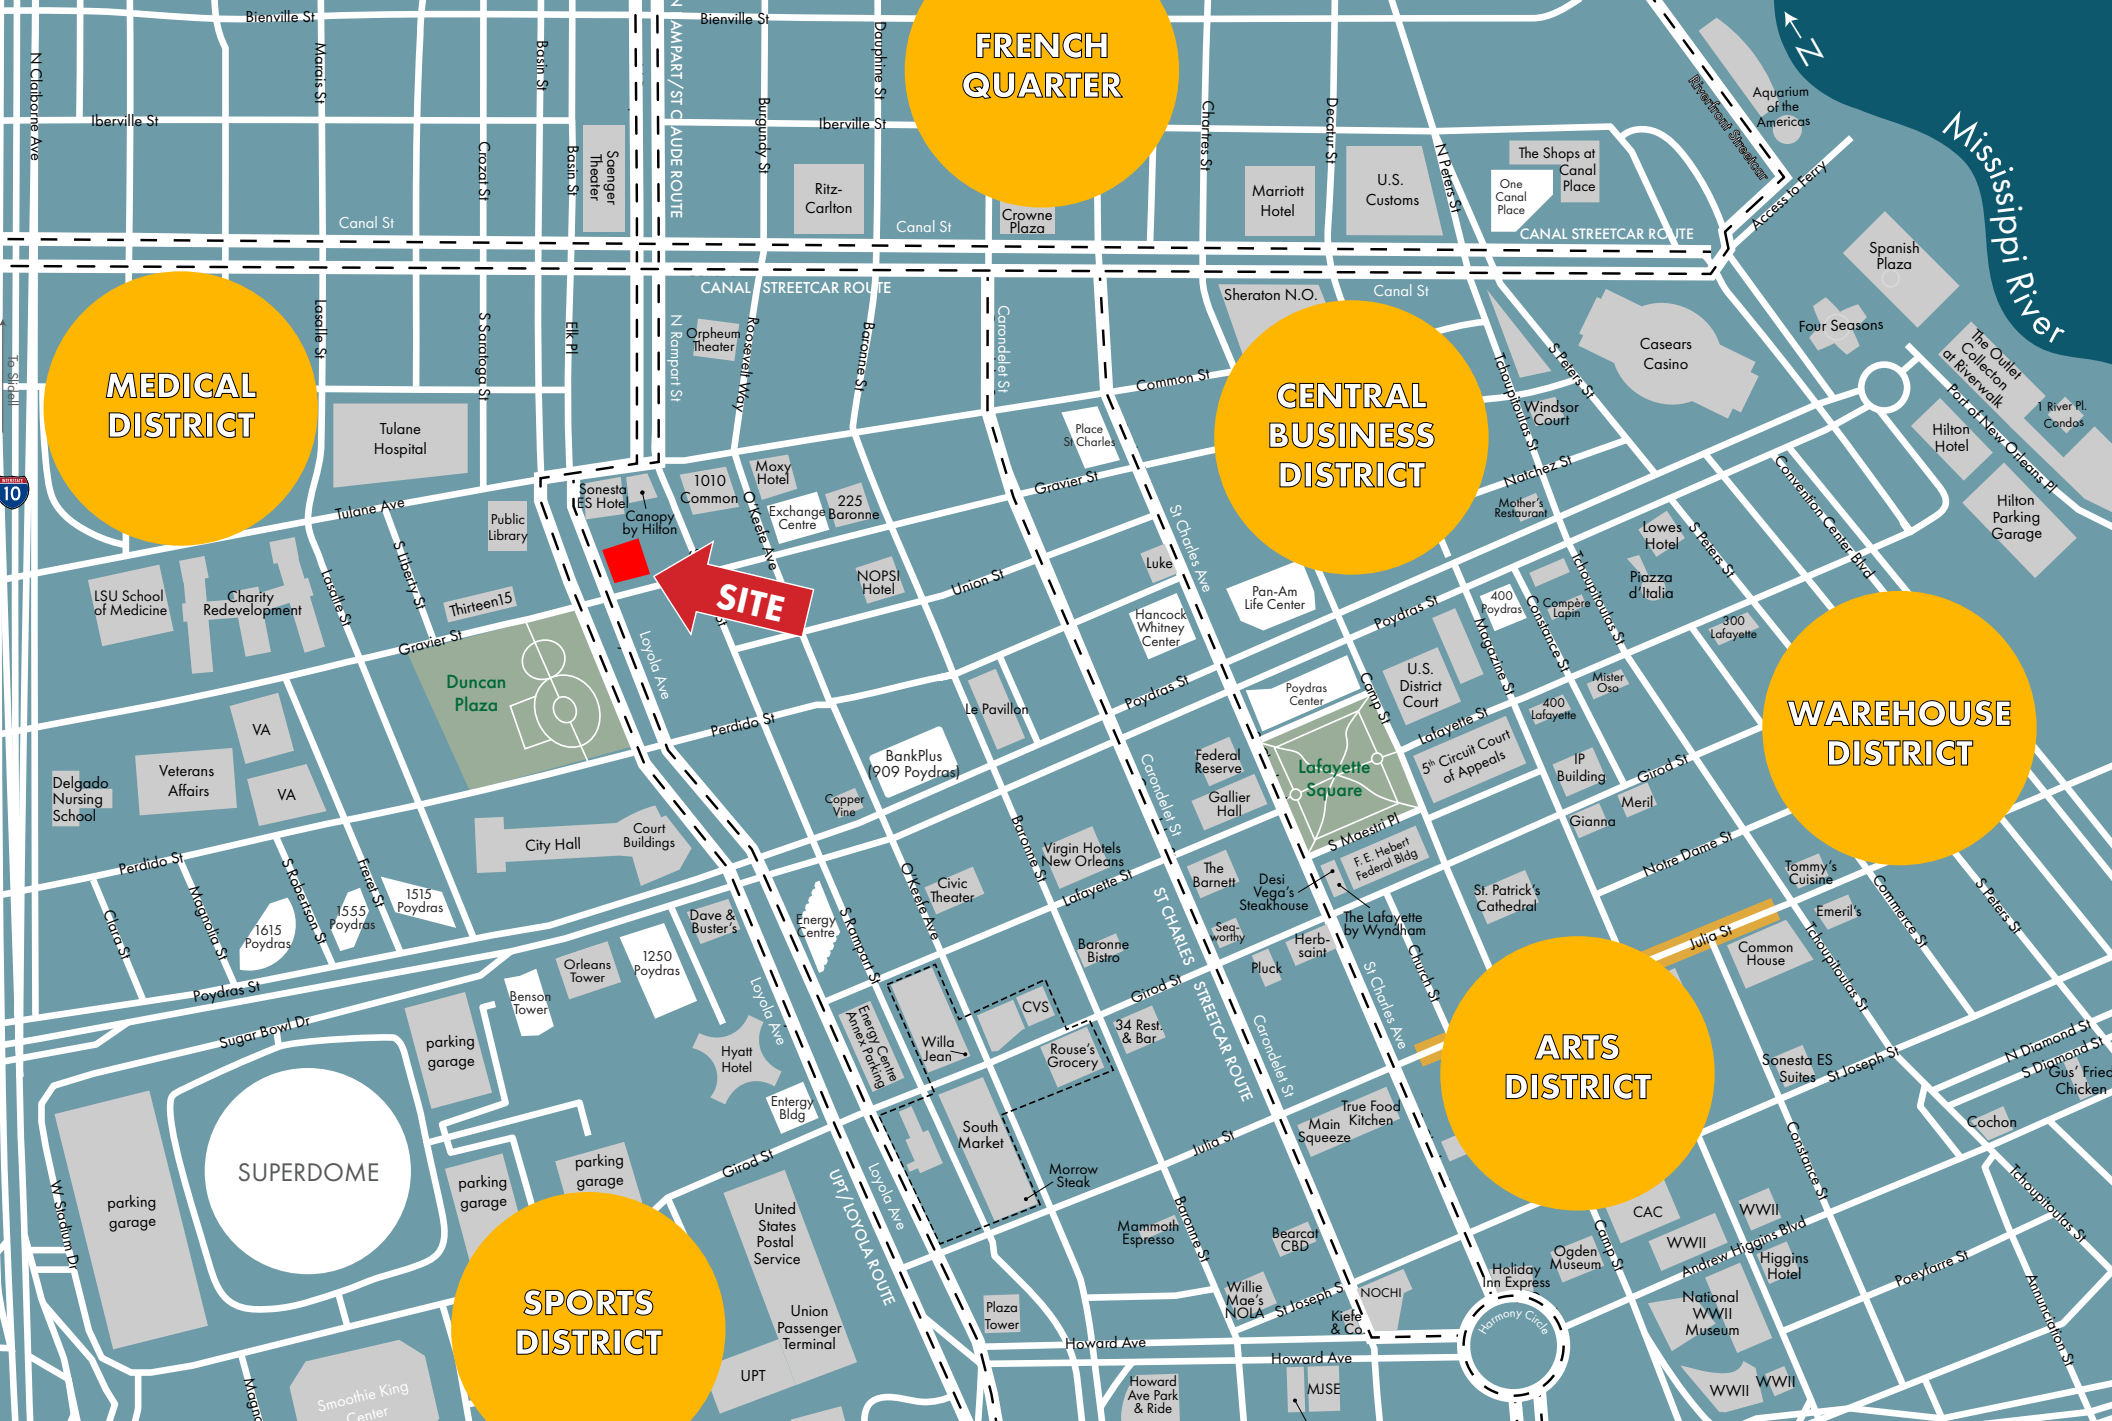 Bienville St
Bienville St
FRENCH
QUARTER
N
Mississippi River
N Claiborne Ave
Marais St
Basin St
N
AMPART/ST CLAUDE ROUTE
Dauphine St
Burgundy St
Iberville St
Iberville St
Crozat St
Basin St
Saenger
Theater
Ritz-
Carlton
Crowne
Plaza
Chartres St
Marriott
Hotel
Decatur St
U.S.
Customs
N Peters St
The Shops at
Canal
Place
One
Canal
Place
Riverfront Streetcar
Aquarium
of the
Americas
Access to Ferry
Canal St
Canal St
CANAL STREETCAR ROUTE
CANAL STREETCAR ROUTE
Canal St
Spanish
Plaza
MEDICAL
DISTRICT
To Slidell
INTERSTATE
10
Lasalle St
S Saratoga St
Elk Pl
N Rampart St
Orpheum
Theater
Roosevelt Way
Baronne St
Carondelet St
Common St
Sheraton N.O.
CENTRAL
BUSINESS
DISTRICT
Tchoupitoulas St
S Peters St
Casears
Casino
Four Seasons
The Outlet
Collecton
at Riverwalk
Port of New Orleans Pl
1 River Pl.
Condos
Hilton
Hotel
Hilton
Parking
Garage
Windsor
Court
Natchez St
Mother's
Restaurant
Convention Center Blvd
Tulane
Hospital
Tulane Ave
Public
Library
Sonesta
ES Hotel
Canopy
by Hilton
1010
Common
Moxy
Hotel
O'Keefe Ave
Exchange
Centre
225
Baronne
Place
St Charles
Gravier St
St Charles Ave
SITE
NOPSI
Hotel
Union St
Luke
Hancock
Whitney
Center
Pan-Am
Life Center
Poydras St
400
Poydras
Compère
Lapin
Lowes
Hotel
S Peters St
Piazza
d'Italia
300
Lafayette
Tchoupitoulas St
Constance St
Magazine St
LSU School
of Medicine
Charity
Redevelopment
Lasalle St
S Liberty St
Thirteen15
Gravier St
Duncan
Plaza
Loyola Ave
St
Perdido St
Le Pavillon
Poydras St
Poydras
Center
Camp St
U.S.
District
Court
Lafayette St
5th Circuit Court
of Appeals
400
Lafayette
Mister
Oso
IP
Building
Girod St
Meril
Gianna
WAREHOUSE
DISTRICT
VA
Veterans
Affairs
VA
Delgado
Nursing
School
City Hall
Court
Buildings
Copper
Vine
BankPlus
(909 Poydras)
Federal
Reserve
Gallier
Hall
Lafayette
Square
S Maestri Pl
F. E. Hebert
Federal Bldg
Carondelet St
Baronne St
Virgin Hotels
New Orleans
Lafayette St
The
Barnett
Desi
Vega's
Steakhouse
The Lafayette
by Wyndham
St. Patrick's
Cathedral
Notre Dame St
Tommy's
Cuisine
Emeril's
Commerce St
S Peters St
Perdido St
Clara St
Magnolia St
S Robertson St
Freret St
1615
Poydras
1555
Poydras
1515
Poydras
Poydras St
Sugar Bowl Dr
Orleans
Tower
Benson
Tower
1250
Poydras
Dave &
Buster's
Energy
Centre
S Rampart St
O'Keefe Ave
Civic
Theater
Baronne
Bistro
ST CHARLES STREETCAR ROUTE
Sea-
worthy
Pluck
Herb-
saint
St Charles Ave
Church St
Julia St
Common
House
Tchoupitoulas St
Girod St
Loyola Ave
parking
garage
Hyatt
Hotel
Energy Centre
Annex Parking
Willa
Jean
CVS
Rouse's
Grocery
34 Rest.
& Bar
Carondelet St
ARTS
DISTRICT
Sonesta ES
Suites
St Joseph St
N Diamond St
S Diamond St
Gus' Fried
Chicken
Cochon
SUPERDOME
parking
garage
W Stadium Dr
Entergy
Bldg
South
Market
Julia St
Main
Squeeze
True Food
Kitchen
Constance St
Tchoupitoulas St
parking
garage
parking
garage
Girod St
UPT/LOYOLA ROUTE
Loyola Ave
Morrow
Steak
Mammoth
Espresso
Baronne St
Bearcat
CBD
CAC
Camp St
WWII
WWII
Andrew Higgins Blvd
Higgins
Hotel
Poeyfarre St
Annunciation St
SPORTS
DISTRICT
United
States
Postal
Service
Union
Passenger
Terminal
UPT
Plaza
Tower
Willie
Mae's
NOLA
St Joseph S
NOCHI
Kiefe
& Co.
Holiday
Inn Express
Ogden
Museum
National
WWII
Museum
Harmony Circle
Howard Ave
Howard Ave
Howard
Ave Park
& Ride
MJSE
WWII
WWII
Smoothie King
Center
Magno